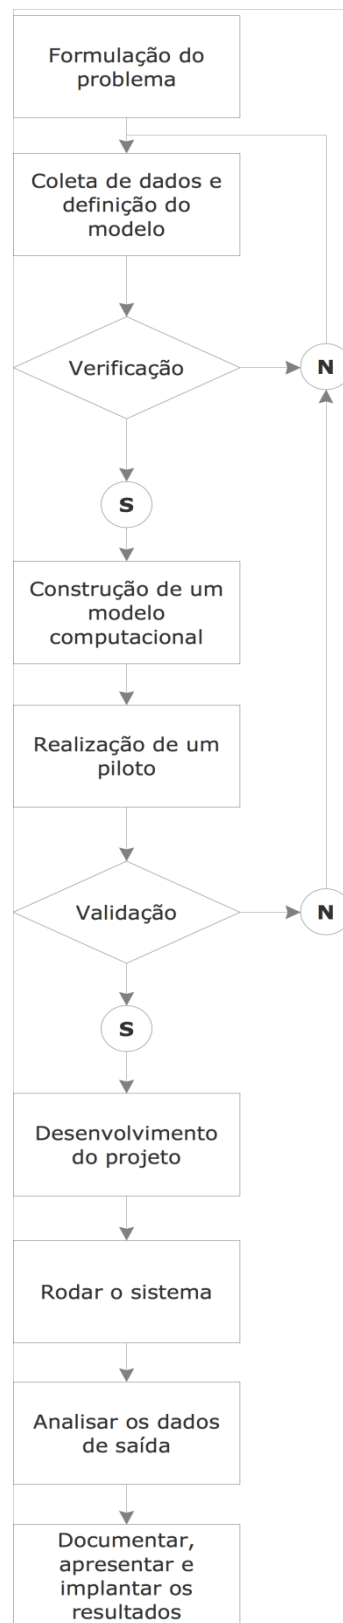 Formulação do
problema
Coleta de dados e
definição do
modelo
Verificação
N
S
Construção de um
modelo
computacional
Realização de um
piloto
Validação
N
S
Desenvolvimento
do projeto
Rodar o sistema
Analisar os dados
de saída
Documentar,
apresentar e
implantar os
resultados